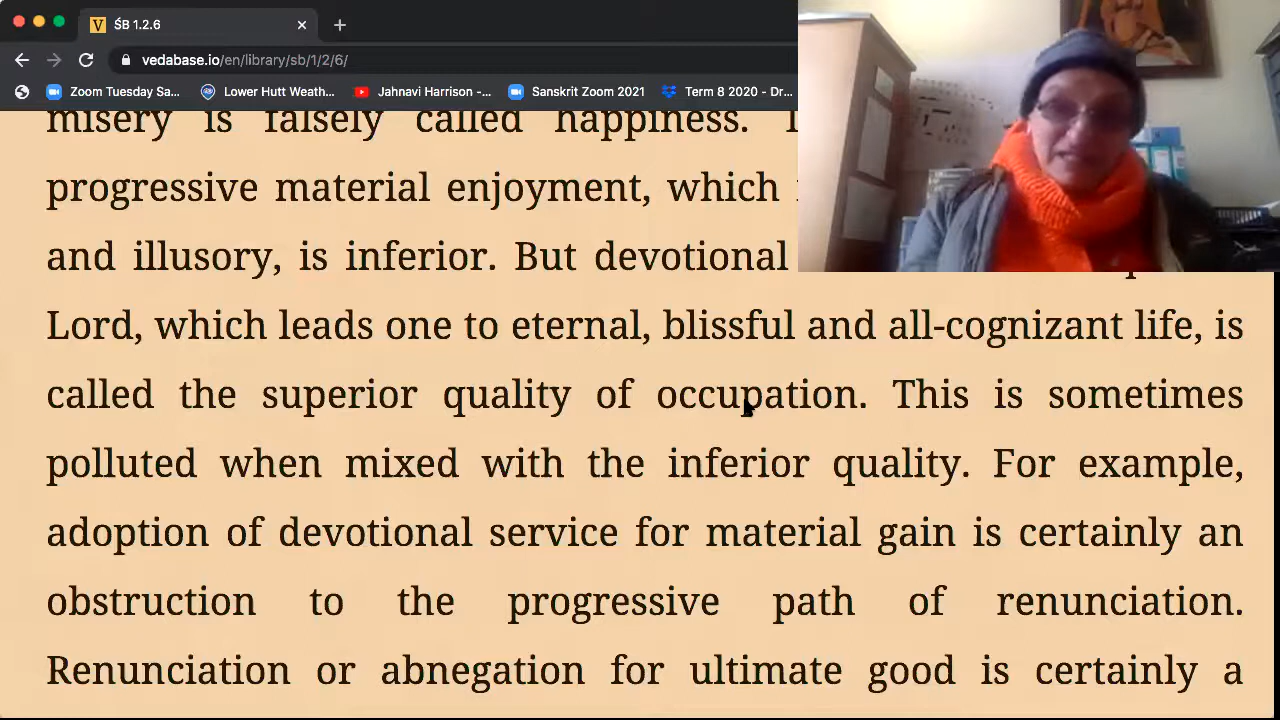 ŚB 1.2.6
vedabase.io/en/library/sb/1/2/6/
Zoom Tuesday Sa... Lower Hutt Weath... Jahnavi Harrison -... Sanskrit Zoom 2021 Term 8 2020 - Dr...
misery is falsely called happiness.
progressive material enjoyment, which
and illusory, is inferior. But devotional
Lord, which leads one to eternal, blissful and all-cognizant life, is
called the superior quality of occupation. This is sometimes
polluted when mixed with the inferior quality. For example,
adoption of devotional service for material gain is certainly an
obstruction to the progressive path of renunciation.
Renunciation or abnegation for ultimate good is certainly a